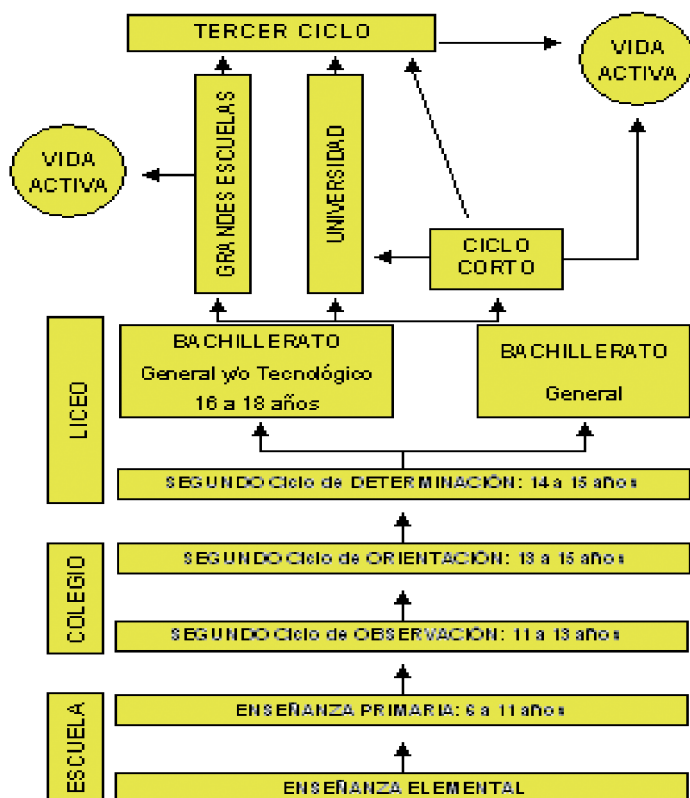 TERCER CICLO
VIDA
ACTIVA
VIDA
ACTIVA
GRANDES ESCUELAS
UNIVERSIDAD
CICLO
CORTO
LICEO
BACHILLERATO
General y/o Tecnológico
16 a 18 años
BACHILLERATO
General
SEGUNDO Ciclo de DETERMINACIÓN: 14 a 15 años
COLEGIO
SEGUNDO Ciclo de ORIENTACIÓN: 13 a 15 años
SEGUNDO Ciclo de OBSERVACIÓN: 11 a 13 años
ESCUELA
ENSEÑANZA PRIMARIA: 6 a 11 años
ENSEÑANZA ELEMENTAL